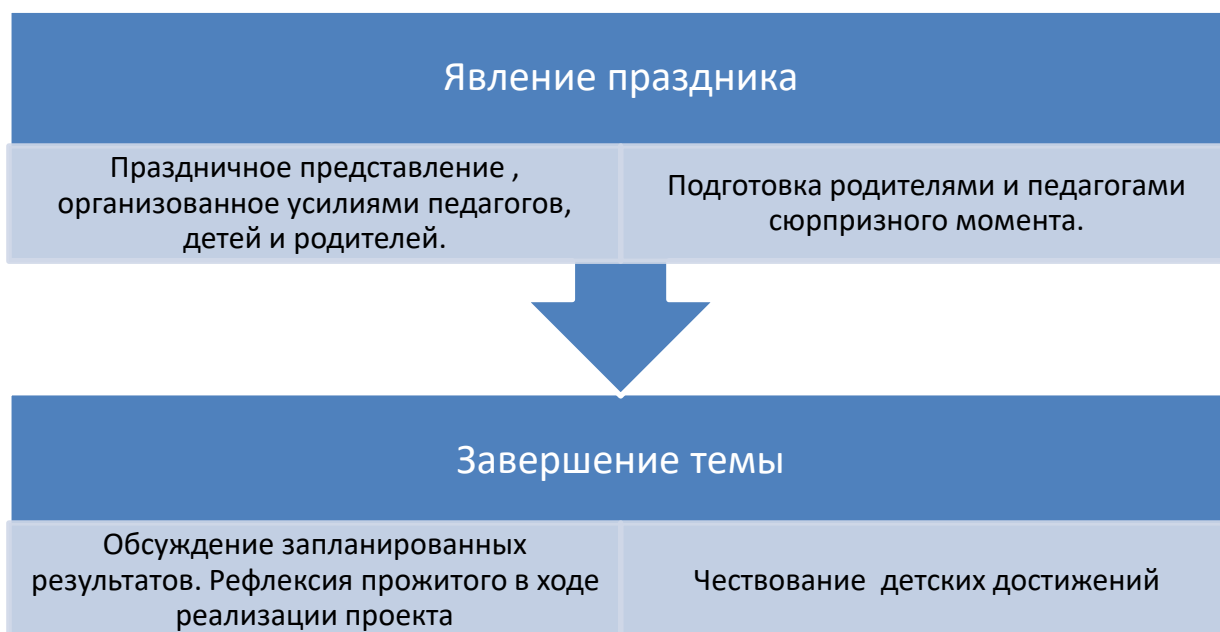 Явление праздника
Праздничное представление ,
организованное усилиями педагогов,
детей и родителей.
Подготовка родителями и педагогами
сюрпризного момента.
Завершение темы
Обсуждение запланированных
результатов. Рефлексия прожитого в ходе
реализации проекта
Чествование  детских достижений